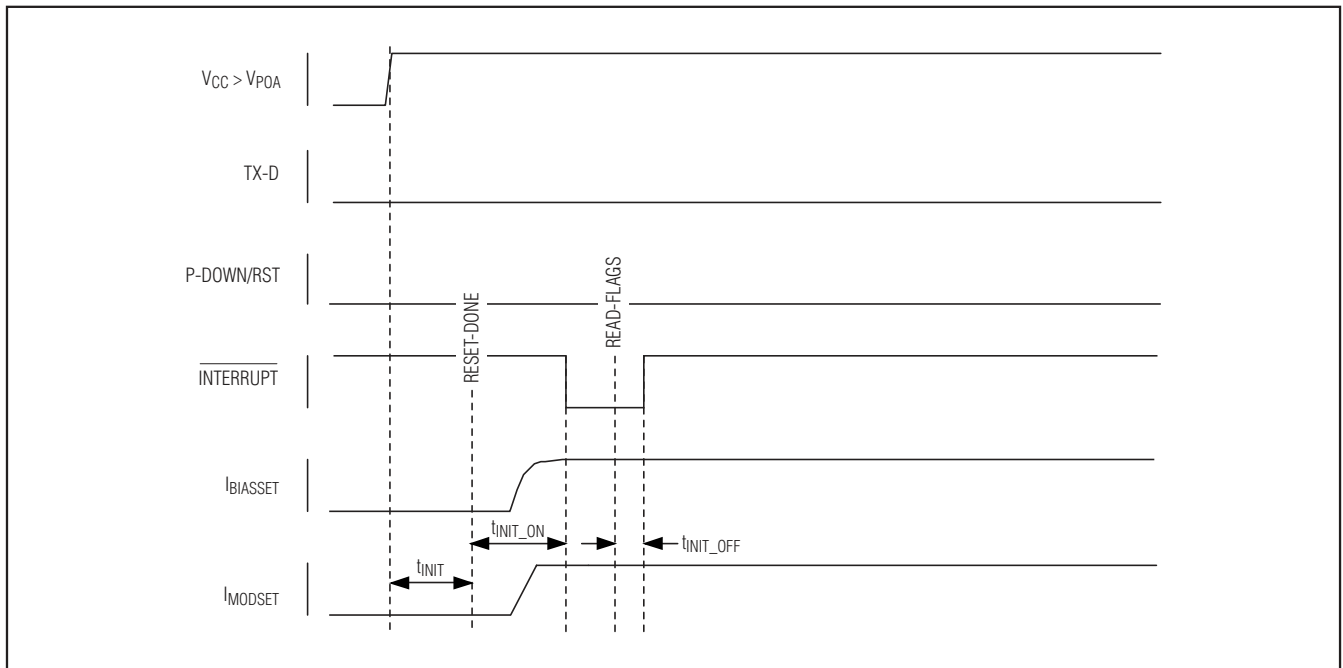 VCC > VPOA
TX-D
P-DOWN/RST
RESET-DONE
READ-FLAGS
INTERRUPT
IBIASSET
tINIT_ON
tINIT_OFF
tINIT
IMODSET